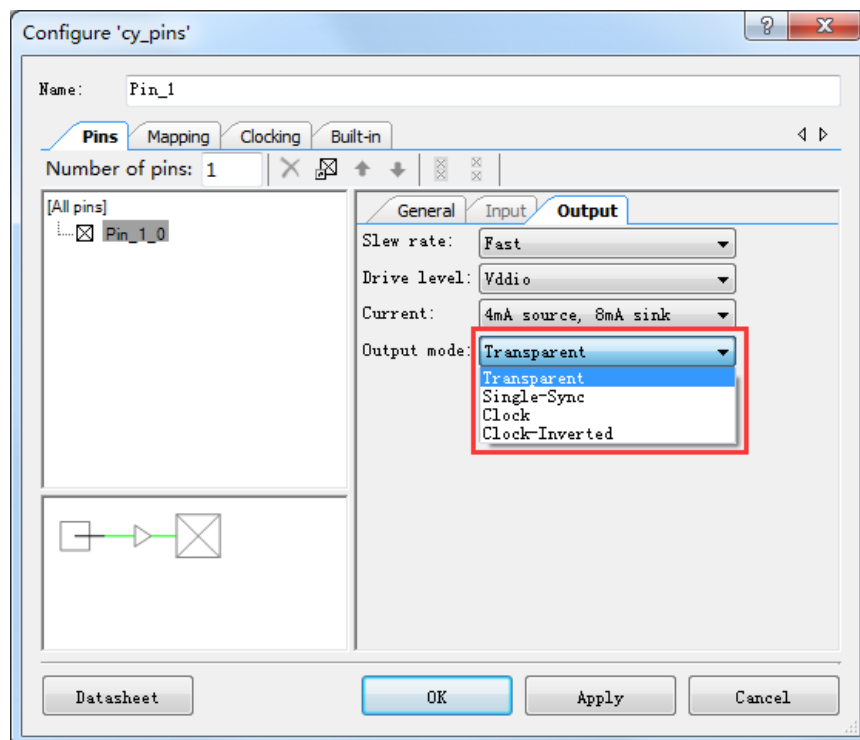 Configure 'cy_pins'
Name: Pin_1
Pins Mapping Clocking Built-in
Number of pins: 1
[All pins]
Pin_1_0
General Input Output
Slew rate: Fast
Drive level: Vddio
Current: 4mA source, 8mA sink
Output mode: Transparent
Transparent
Single-Sync
Clock
Clock-Inverted
Datasheet OK Apply Cancel